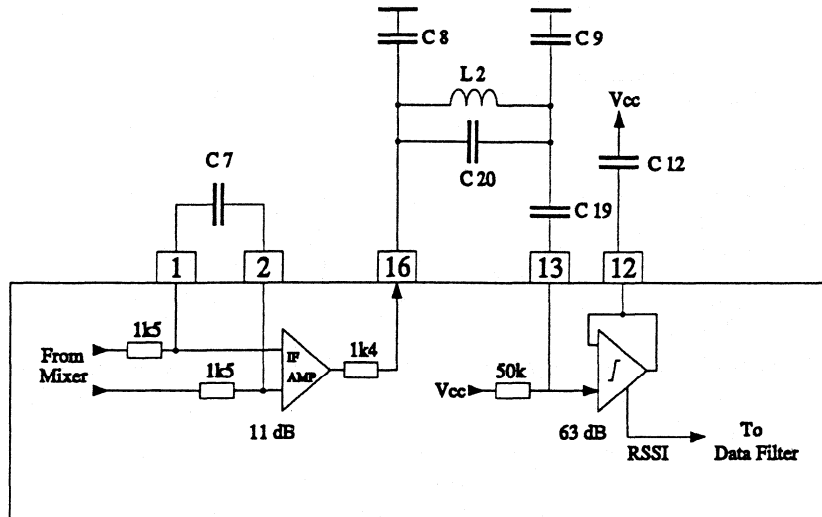 C 8
C 9
L 2
Vcc
C 7
C 20
C 12
C 19
1
2
16
13
12
1k5
From
Mixer
1k5
IF
AMP
1k4
11 dB
Vcc
50k
∫
63 dB
RSSI
To
Data Filter